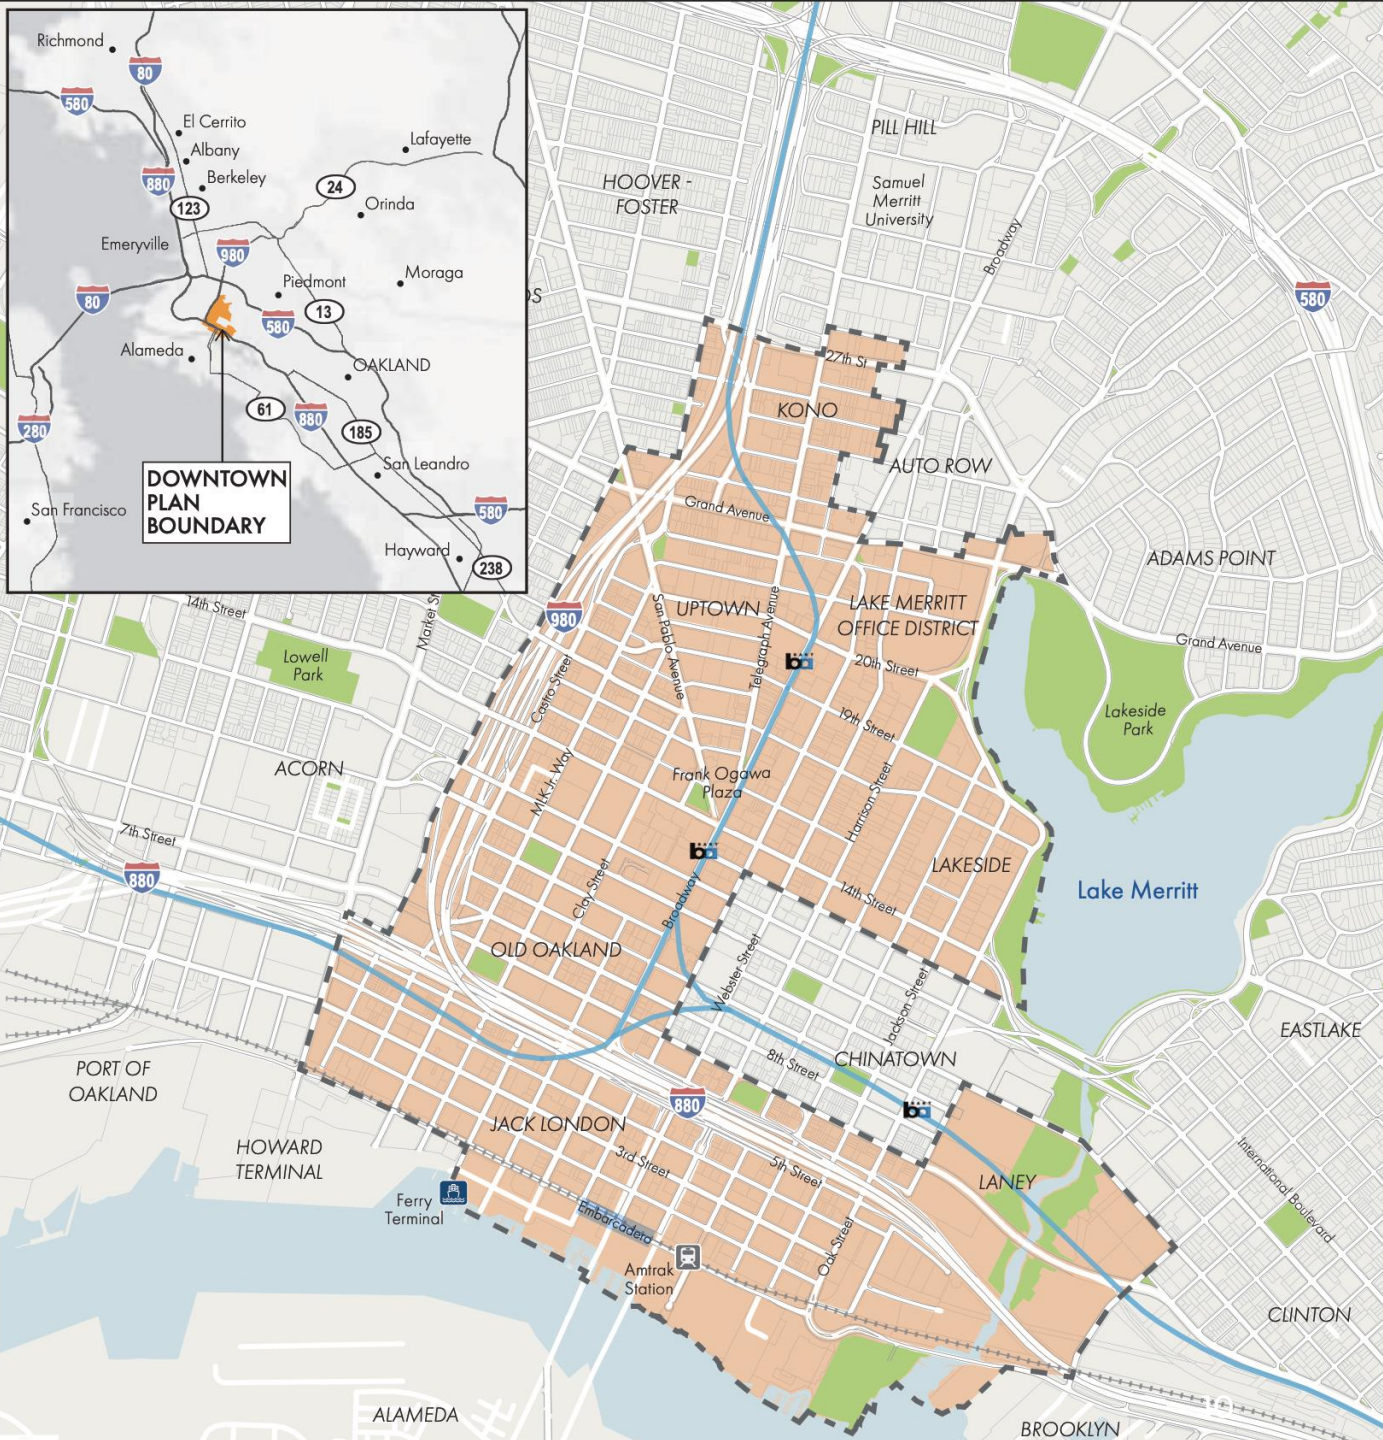 Richmond
80
580
El Cerrito
Albany
Lafayette
880
Berkeley
24
123
Orinda
Emeryville
980
Moraga
Piedmont
80
13
580
Alameda
OAKLAND
61
880
280
185
San Leandro
DOWNTOWN
PLAN
BOUNDARY
San Francisco
580
Hayward
238
PILL HILL
HOOVER -
FOSTER
Samuel
Merritt
University
Broadway
580
OS
27th St
KONO
AUTO ROW
Grand Avenue
ADAMS POINT
14th Street
Market St
980
San Pablo Avenue
UPTOWN
Telegraph Avenue
LAKE MERRITT
OFFICE DISTRICT
Grand Avenue
Lowell
Park
Castro Street
ba
20th Street
19th Street
Lakeside
Park
ACORN
MLK Jr. Way
Frank Ogawa
Plaza
Harrison Street
7th Street
880
ba
Clay Street
Broadway
LAKESIDE
14th Street
Lake Merritt
OLD OAKLAND
Webster Street
Jackson Street
EASTLAKE
PORT OF
OAKLAND
8th Street
CHINATOWN
880
ba
JACK LONDON
HOWARD
TERMINAL
3rd Street
5th Street
LANEY
International Boulevard
Ferry
Terminal
Embarcadero
Oak Street
Amtrak
Station
CLINTON
ALAMEDA
BROOKLYN